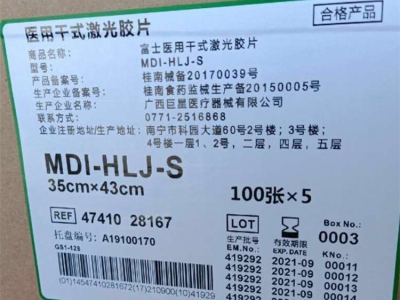 合格产品
医用干式激光胶片
商品名称: 富士医用干式激光胶片
型号: MDI-HLJ-S
产品备案号: 桂南械备20170039号
生产企业备案号: 桂南食药监械生产备20150005号
生产企业名称: 广西巨星医疗器械有限公司
联系方式: 0771-2516868
企业注册地址/生产地址: 南宁市科园大道60号2号楼; 3号楼;
4号楼一层1、2号, 二层, 四层, 五层
MDI-HLJ-S
35cm×43cm
100张×5
REF 47410 28167
托盘编号: A19100170
GS1-128
(01)14547410281672(17)210900(10)41929
LOT
生产批号
EM.No.
有效期限
EXP.DATE
Box No.
0003
KNo.
419292 2021-09 00011
419292 2021-09 00012
419292 2021-09 00013
419292 2021-09 00014